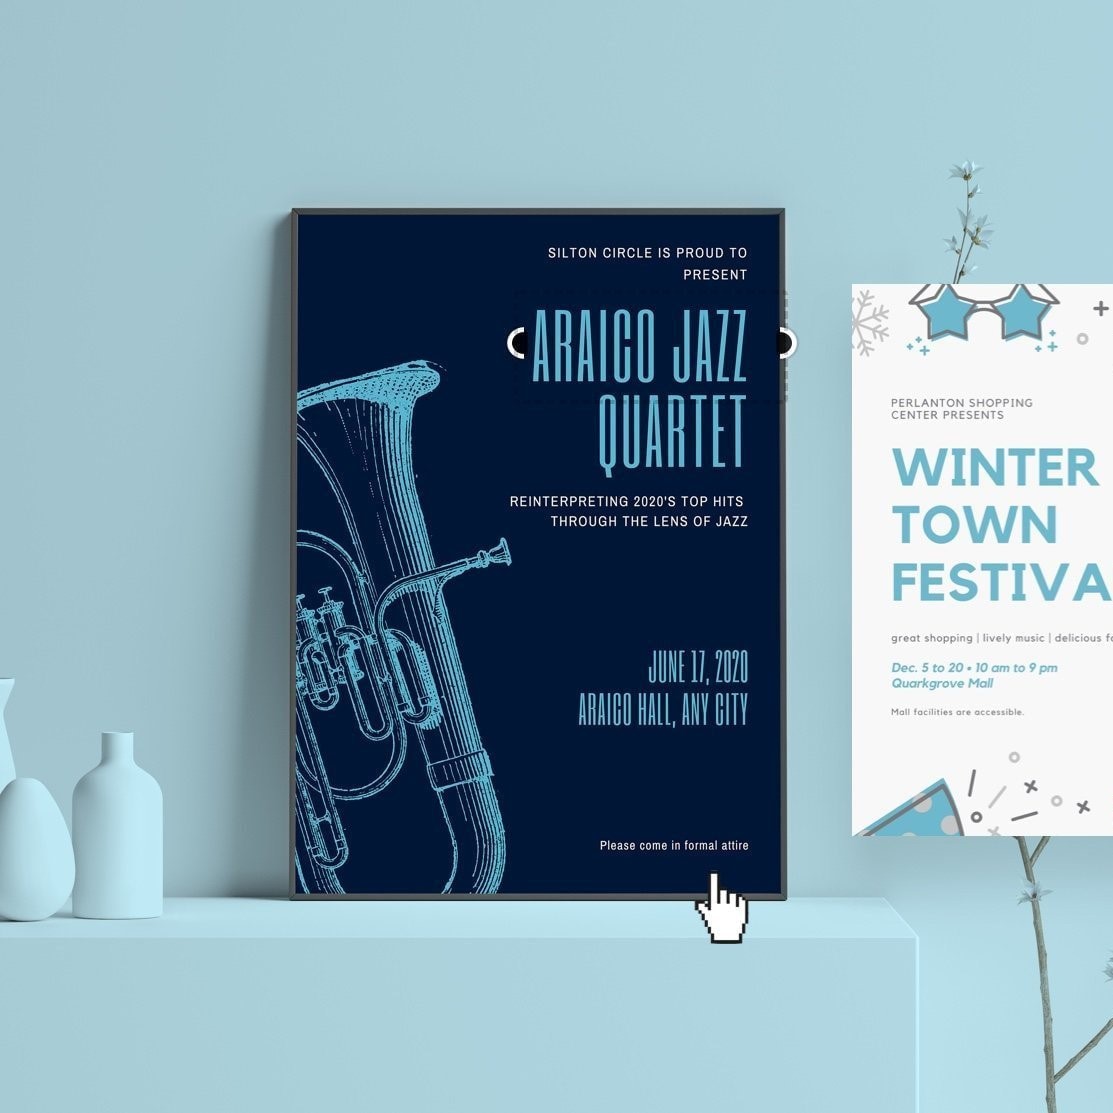 SILTON CIRCLE IS PROUD TO
PRESENT
ARAICO JAZZ
QUARTET
REINTERPRETING 2020'S TOP HITS
THROUGH THE LENS OF JAZZ
JUNE 17, 2020
ARAICO HALL, ANY CITY
Please come in formal attire
PERLANTON SHOPPING
CENTER PRESENTS
WINTER
TOWN
FESTIVA
great shopping | lively music | delicious fo
Dec. 5 to 20 • 10 am to 9 pm
Quarkgrove Mall
Mall facilities are accessible.